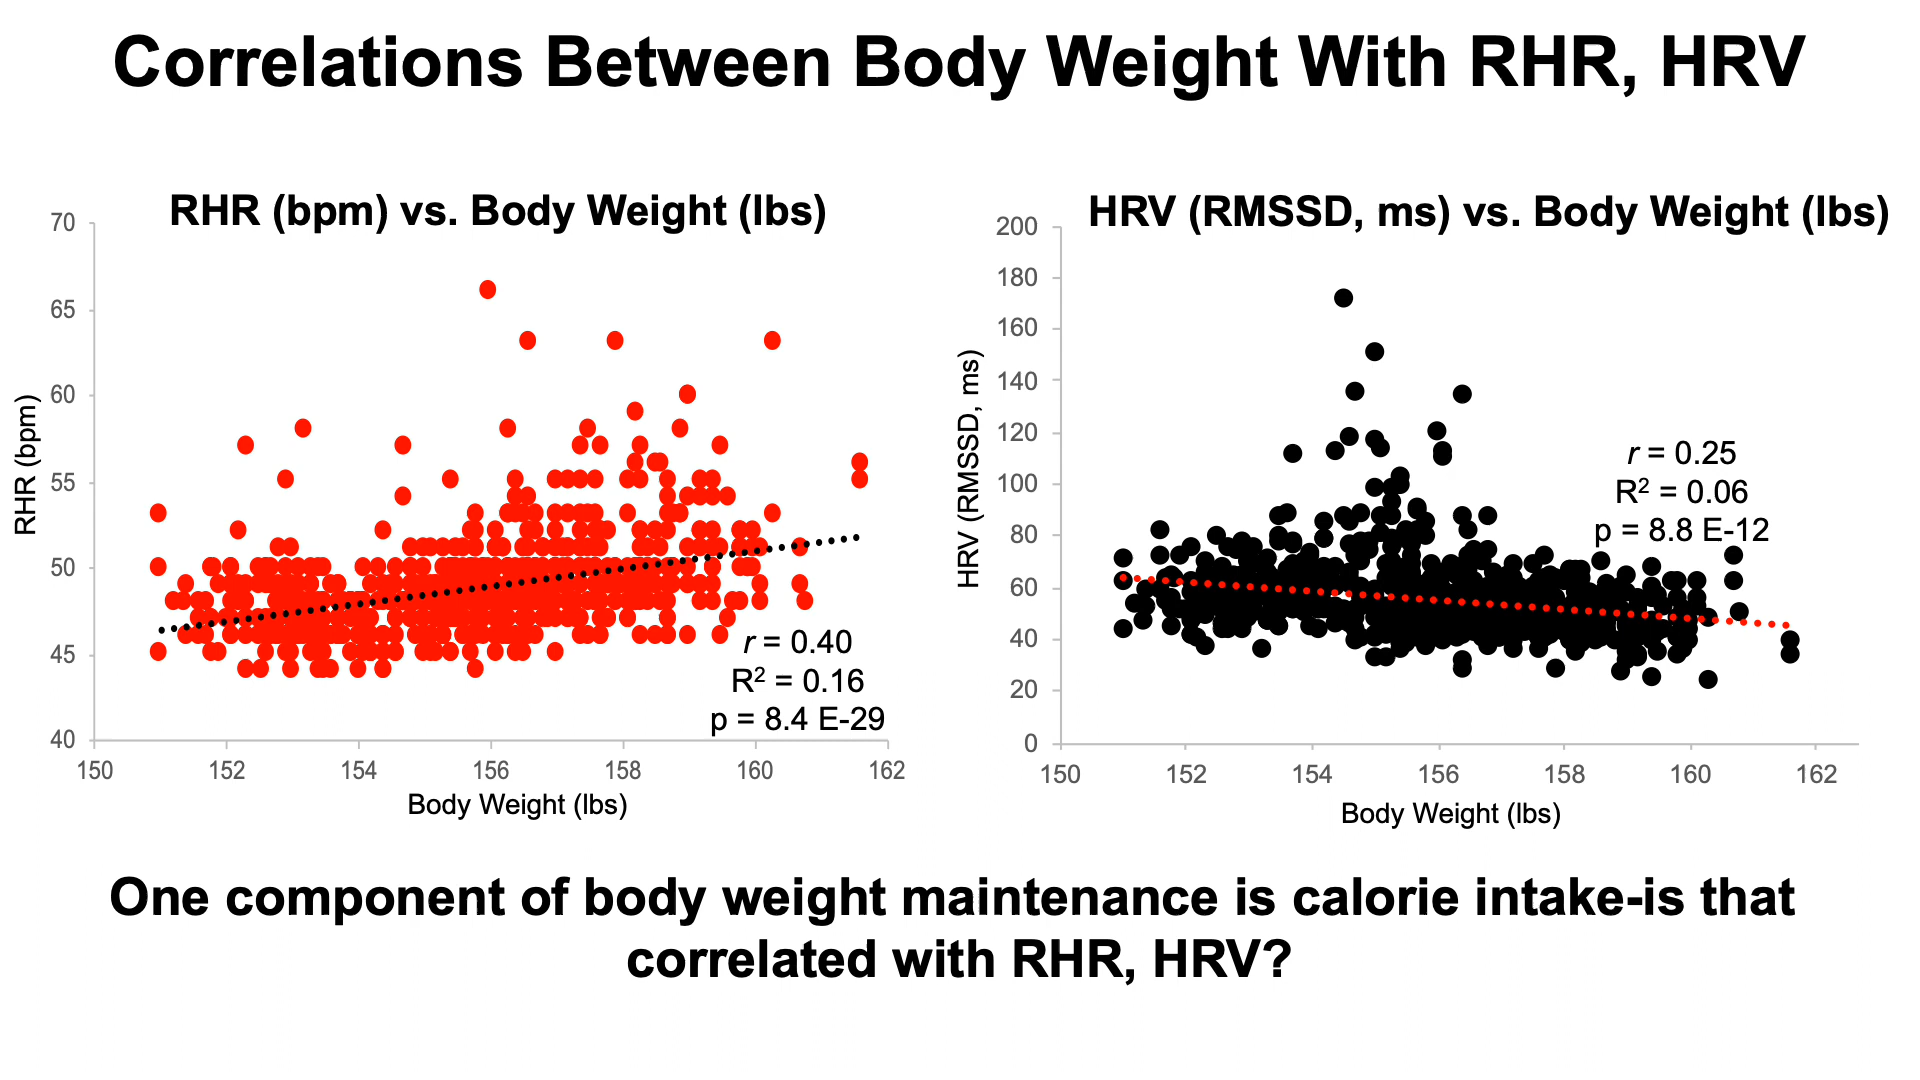 Correlations Between Body Weight With RHR, HRV
RHR (bpm) vs. Body Weight (lbs)
70
65
60
55
50
45
40
RHR (bpm)
150 152 154 156 158 160 162
Body Weight (lbs)
r = 0.40
R² = 0.16
p = 8.4 E-29
HRV (RMSSD, ms) vs. Body Weight (lbs)
200
180
160
140
120
100
80
60
40
20
0
HRV (RMSSD, ms)
150 152 154 156 158 160 162
Body Weight (lbs)
r = 0.25
R² = 0.06
p = 8.8 E-12
One component of body weight maintenance is calorie intake-is that
correlated with RHR, HRV?